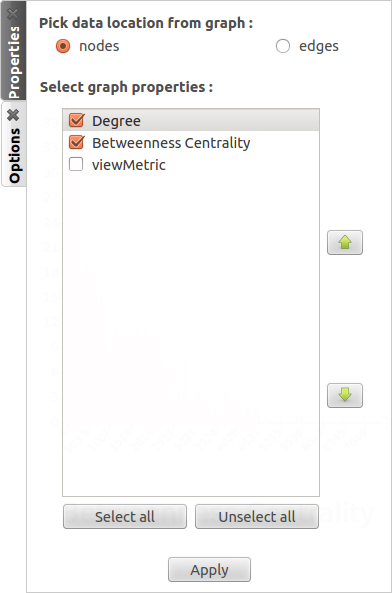 Properties
Options
Pick data location from graph :
nodes
edges
Select graph properties :
Degree
Betweenness Centrality
viewMetric
Select all
Unselect all
Apply